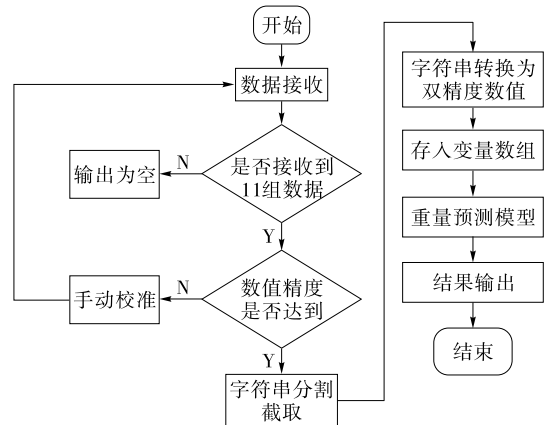 开始
数据接收
是否接收到
11组数据
N
输出为空
Y
数值精度
是否达到
N
手动校准
Y
字符串分割
截取
字符串转换为
双精度数值
存入变量数组
重量预测模型
结果输出
结束